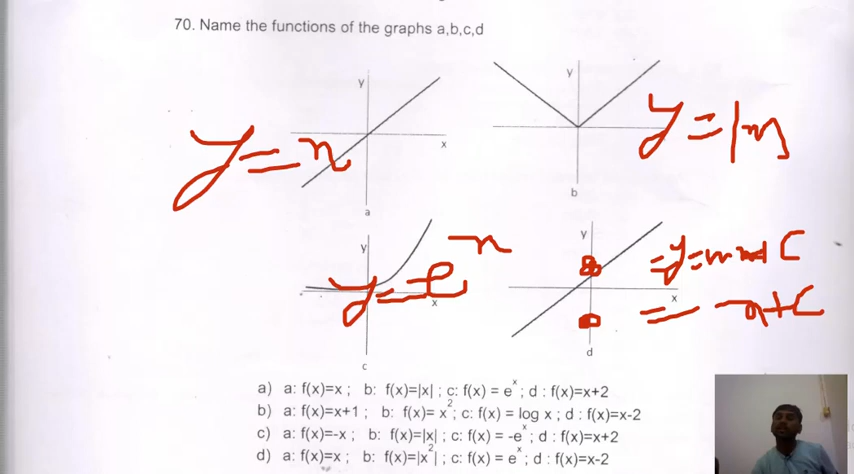 70. Name the functions of the graphs a,b,c,d
y
x
a
y = x
y
b
y = |x|
y
x
c
y = e^x
y
x
d
= y = mx + c
= x + c
a) a: f(x)=x ; b: f(x)=|x| ; c: f(x) = e^x ; d : f(x)=x+2
b) a: f(x)=x+1 ; b: f(x)= x^2; c: f(x) = log x ; d : f(x)=x-2
c) a: f(x)=-x ; b: f(x)=|x| ; c: f(x) = -e^x ; d : f(x)=x+2
d) a: f(x)=x ; b: f(x)=|x^2| ; c: f(x) = e^x ; d : f(x)=x-2